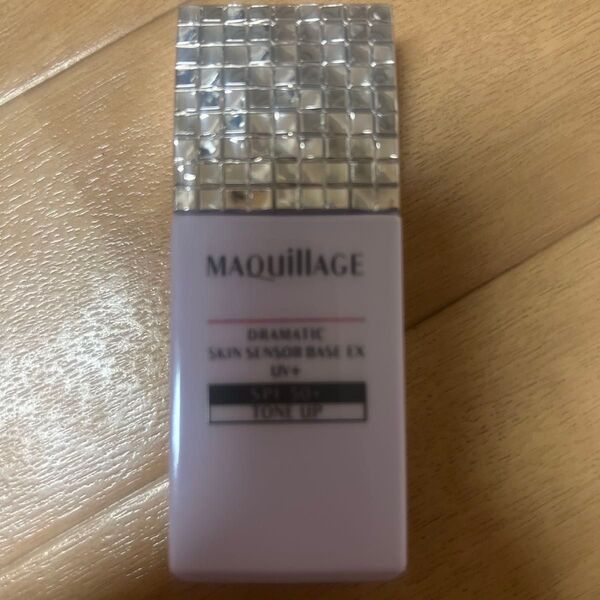 MAQUillAGE
DRAMATIC
SKIN SENSOR BASE EX
UV+
SPF 50+
TONE UP